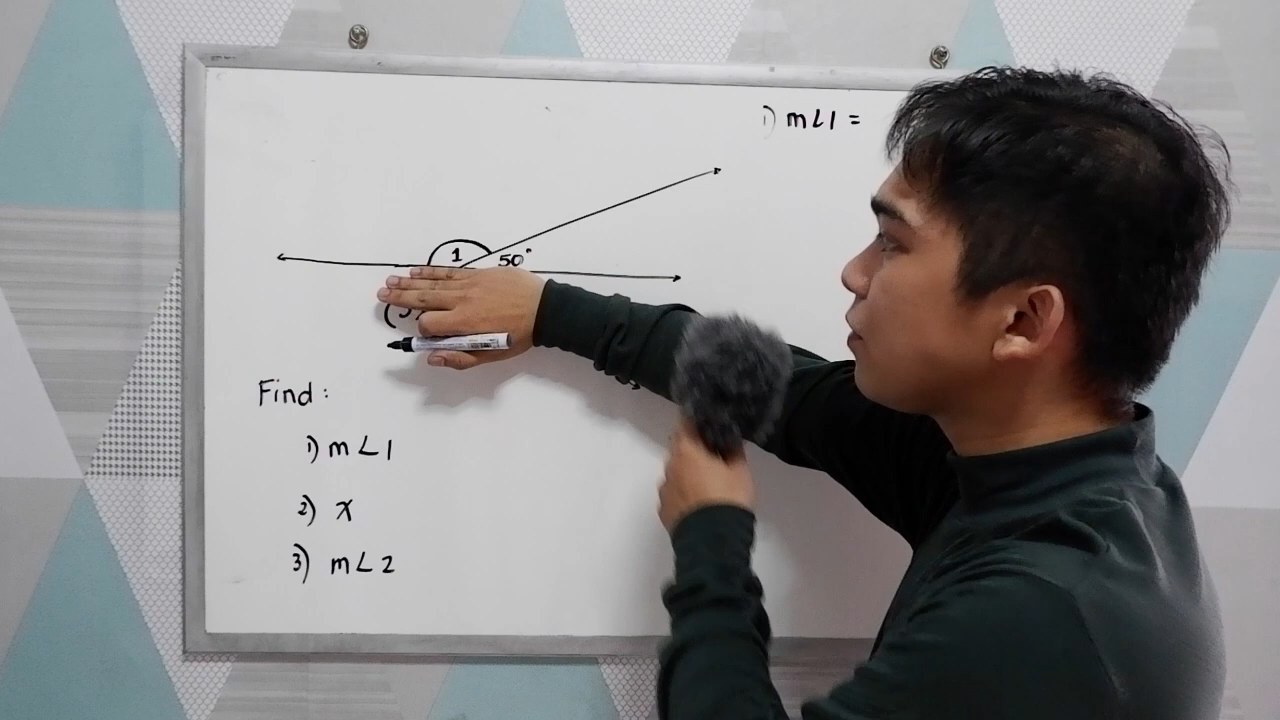 1) m∠1 =
1
50°
Find:
1) m∠1
2) x
3) m∠2